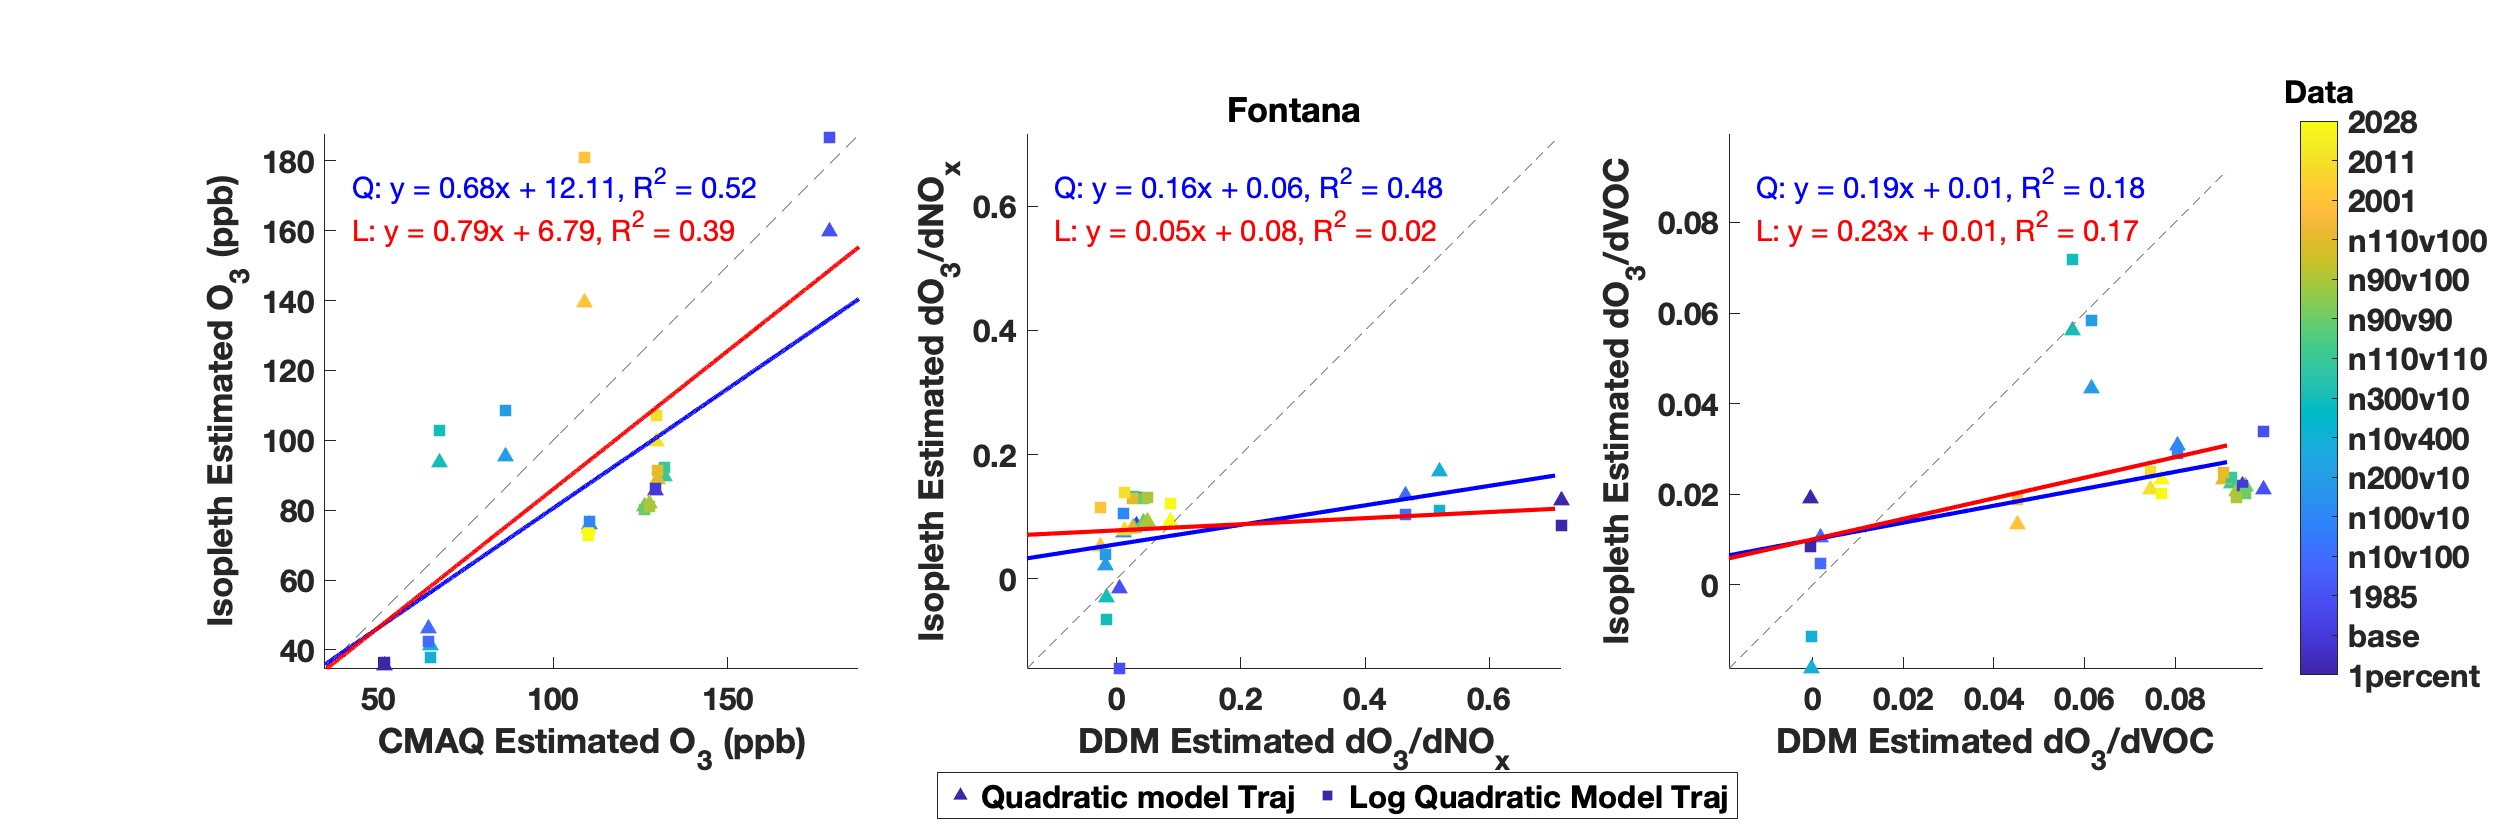 Fontana
Isopleth Estimated O3 (ppb)
180
160
140
120
100
80
60
40
Q: y = 0.68x + 12.11, R2 = 0.52
L: y = 0.79x + 6.79, R2 = 0.39
50
100
150
CMAQ Estimated O3 (ppb)
Isopleth Estimated dO3/dNOx
0.6
0.4
0.2
0
Q: y = 0.16x + 0.06, R2 = 0.48
L: y = 0.05x + 0.08, R2 = 0.02
0
0.2
0.4
0.6
DDM Estimated dO3/dNOx
Isopleth Estimated dO3/dVOC
0.08
0.06
0.04
0.02
0
Q: y = 0.19x + 0.01, R2 = 0.18
L: y = 0.23x + 0.01, R2 = 0.17
0
0.02
0.04
0.06
0.08
DDM Estimated dO3/dVOC
Data
2028
2011
2001
n110v100
n90v100
n90v90
n110v110
n300v10
n10v400
n200v10
n100v10
n10v100
1985
base
1percent
Quadratic model Traj
Log Quadratic Model Traj